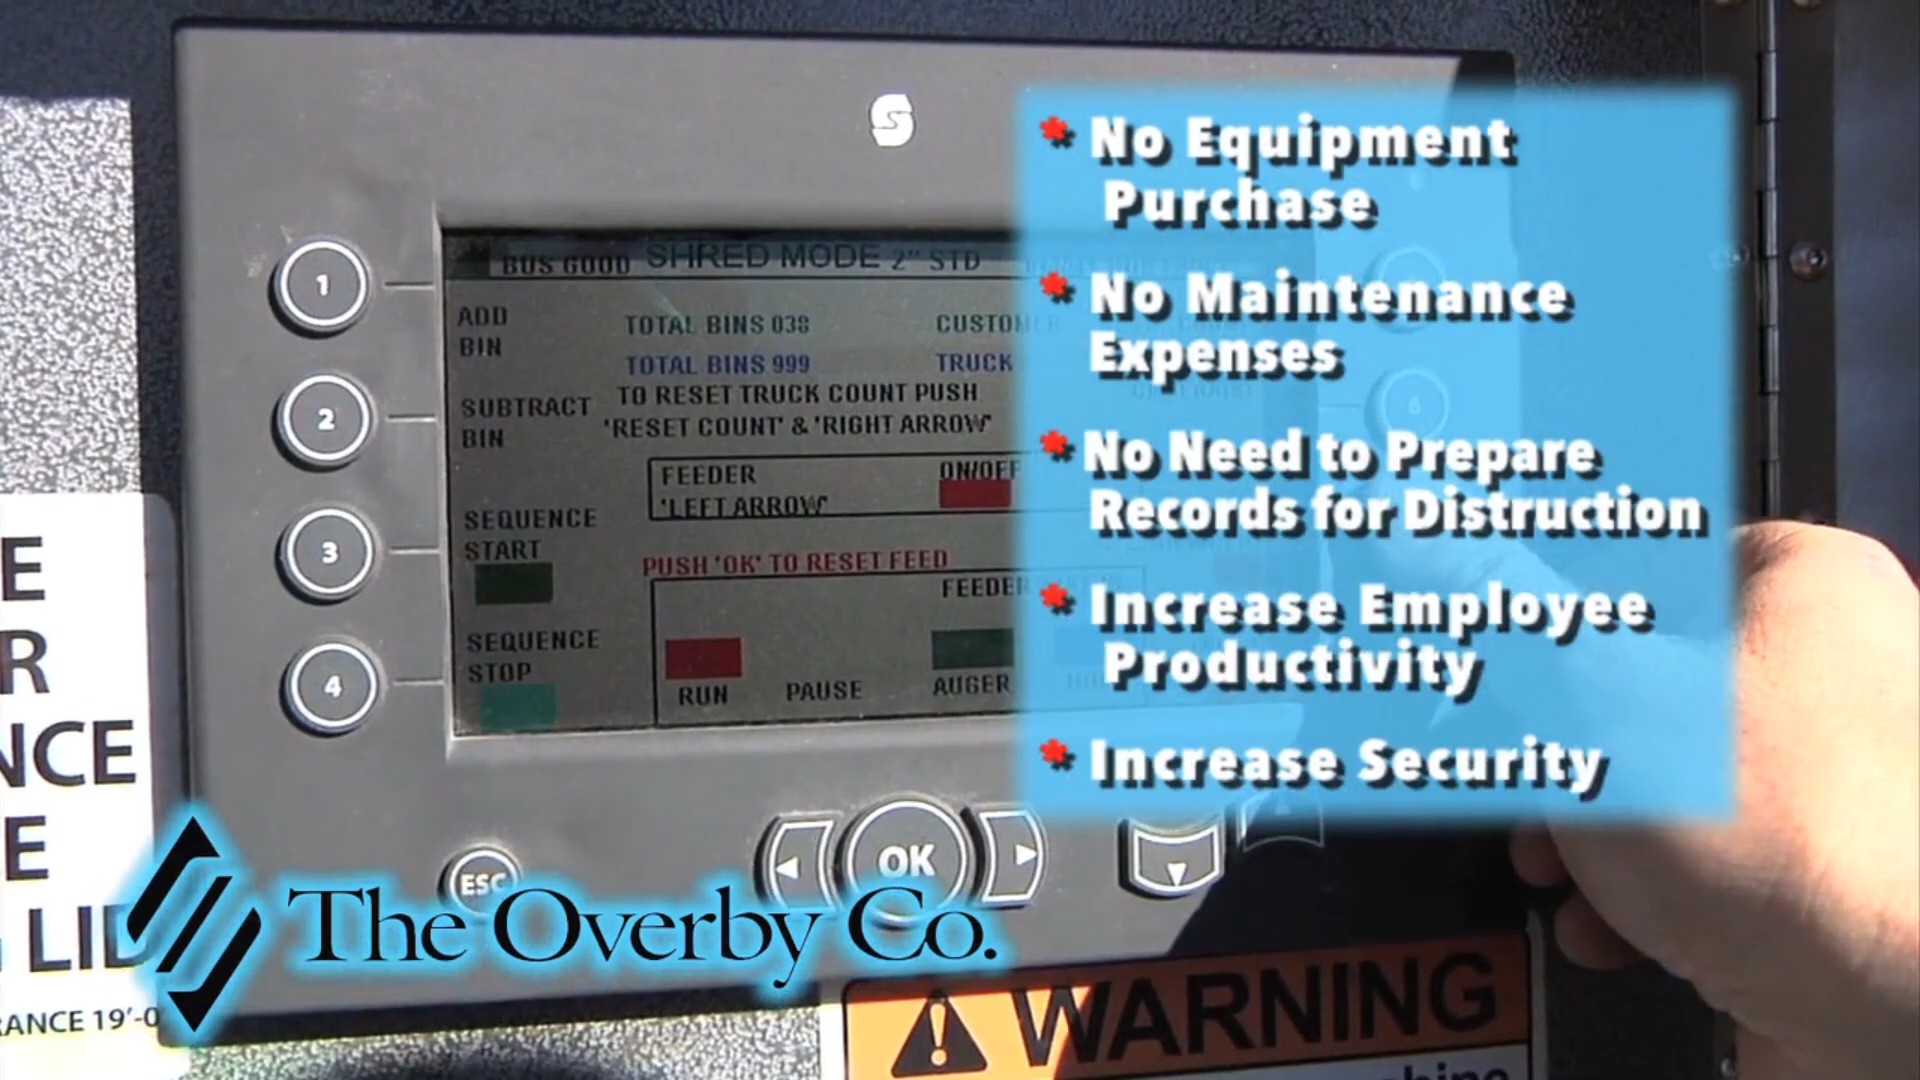 S
BUS GOOD SHRED MODE 2" STD
ADD
BIN
TOTAL BINS 038
CUSTOMER
TOTAL BINS 999
TRUCK
TO RESET TRUCK COUNT PUSH
'RESET COUNT' & 'RIGHT ARROW'
SUBTRACT
BIN
FEEDER
ON/OFF
'LEFT ARROW'
SEQUENCE
START
PUSH 'OK' TO RESET FEED
FEEDER
SEQUENCE
STOP
RUN
PAUSE
AUGER
1
2
3
4
6
ESC
OK
* No Equipment
Purchase
* No Maintenance
Expenses
* No Need to Prepare
Records for Distruction
* Increase Employee
Productivity
* Increase Security
E
R
NCE
E
LID
RANCE 19'-0
The Overby Co.
WARNING